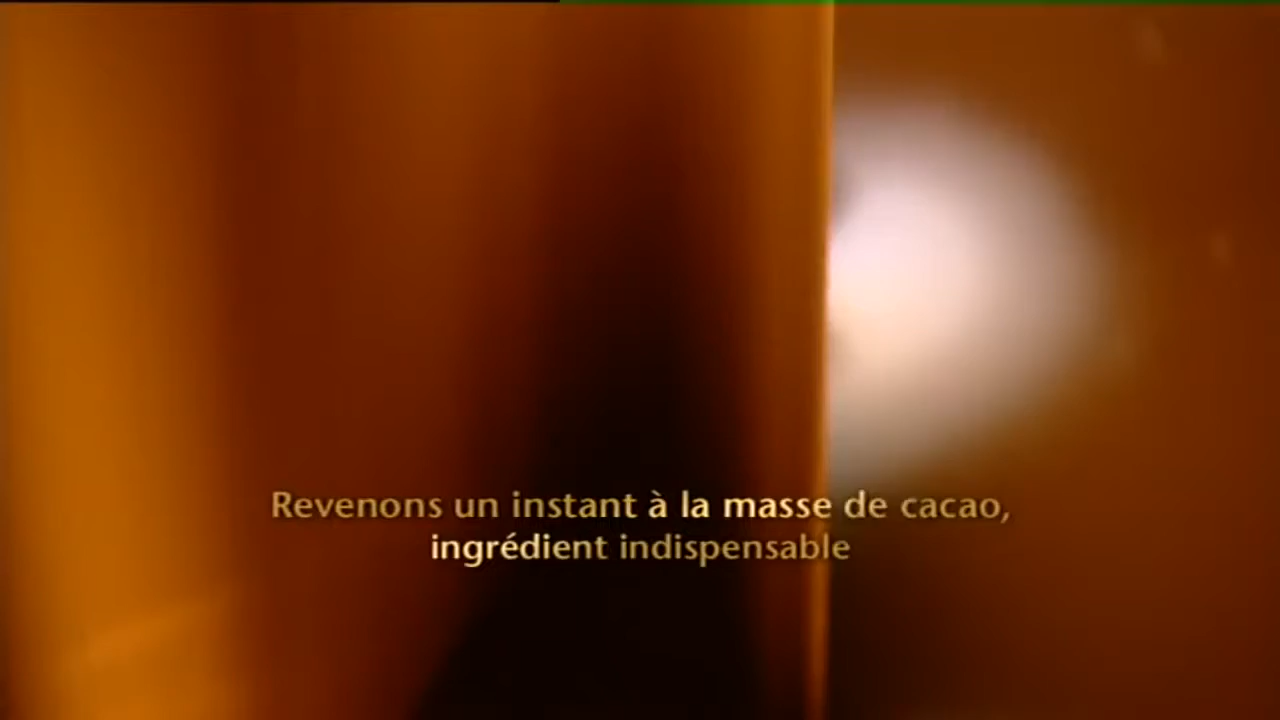 Revenons un instant à la masse de cacao,
ingrédient indispensable